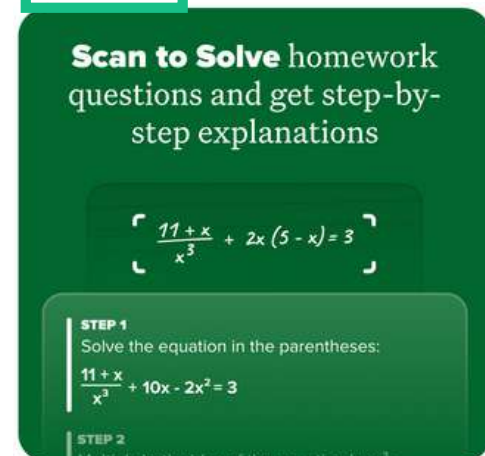 Scan to Solve homework
questions and get step-by-
step explanations
11 + x
x³
+ 2x (5 - x) = 3
STEP 1
Solve the equation in the parentheses:
11 + x
x³
+ 10x - 2x² = 3
STEP 2